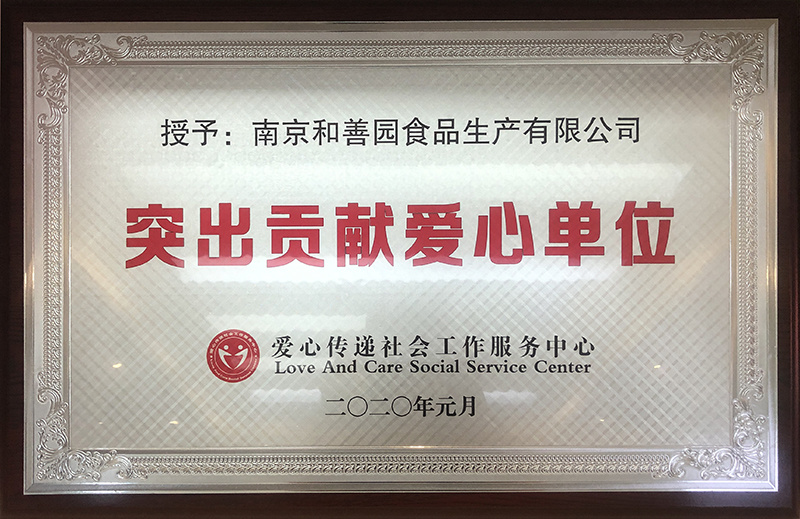 授予：南京和善园食品生产有限公司
突出贡献爱心单位
爱心传递社会工作服务中心
Love And Care Social Service Center
二〇二〇年元月